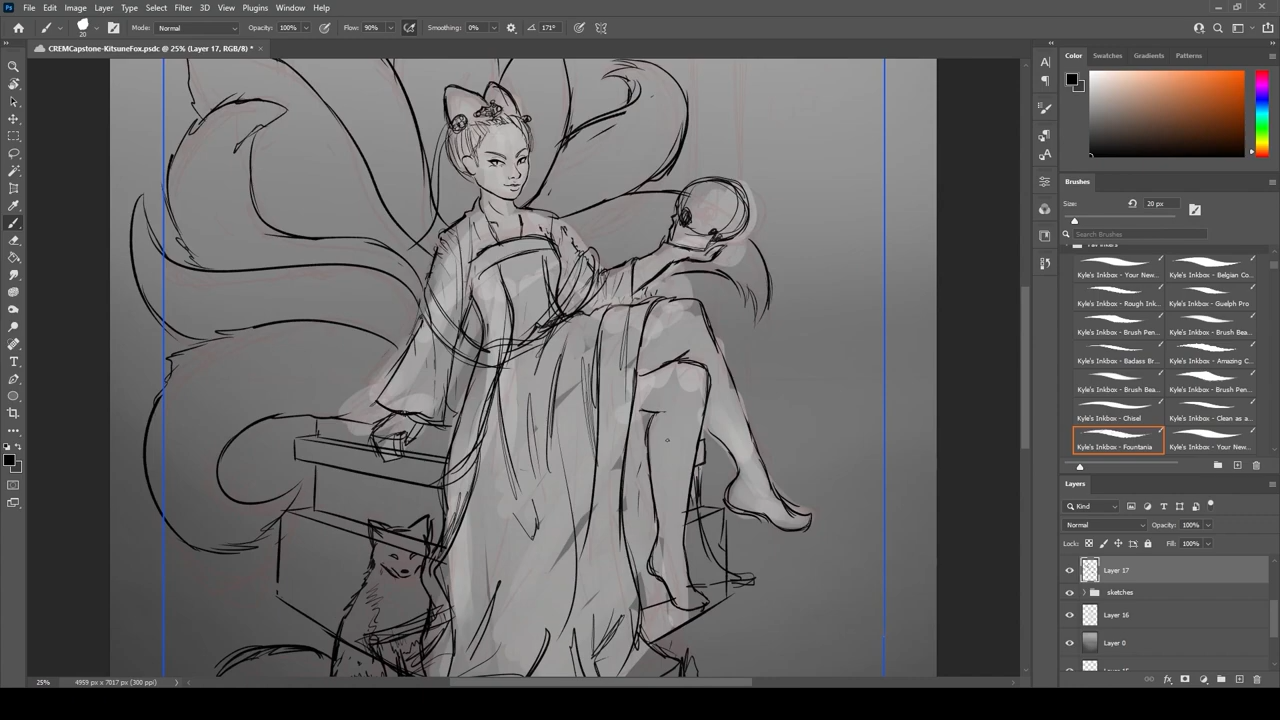 File Edit Image Layer Type Select Filter 3D View Plugins Window Help
20 Mode: Normal Opacity: 100% Flow: 90% Smoothing: 0% 171°
CREMCapstone-KitsuneFox.psdc @ 25% (Layer 17, RGB/8) *
Color Swatches Gradients Patterns
Brushes
Size: 20 px
Search Brushes
Kyle's Inkbox - Your New... Kyle's Inkbox - Belgian Co...
Kyle's Inkbox - Rough Ink... Kyle's Inkbox - Guelph Pro
Kyle's Inkbox - Brush Pen... Kyle's Inkbox - Brush Bea...
Kyle's Inkbox - Badass Br... Kyle's Inkbox - Amazing C...
Kyle's Inkbox - Brush Bea... Kyle's Inkbox - Brush Pen...
Kyle's Inkbox - Chisel Kyle's Inkbox - Clean as a...
Kyle's Inkbox - Fountania Kyle's Inkbox - Your New...
Layers
Kind
Normal Opacity: 100%
Lock: Fill: 100%
Layer 17
sketches
Layer 16
Layer 0
25% 4959 px x 7017 px (300 ppi)